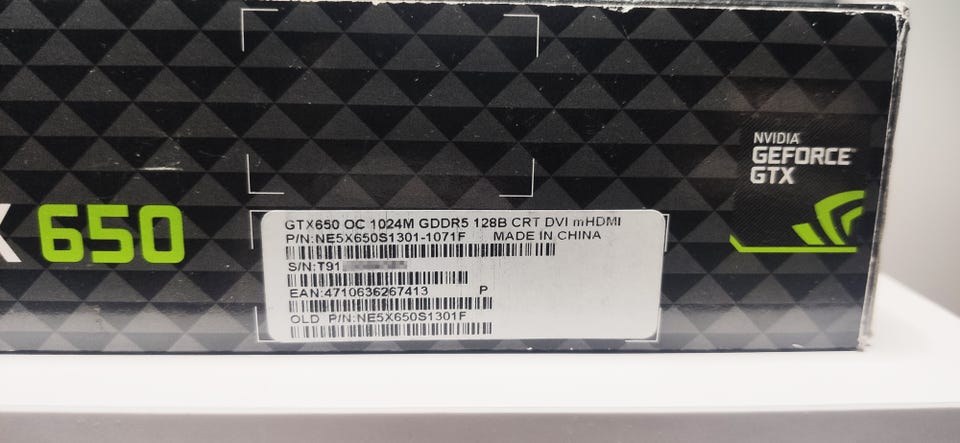 X 650
NVIDIA
GEFORCE
GTX
GTX650 OC 1024M GDDR5 128B CRT DVI mHDMI
P/N:NE5X650S1301-1071F MADE IN CHINA
S/N:T91
EAN:4710636267413 P
OLD P/N:NE5X650S1301F